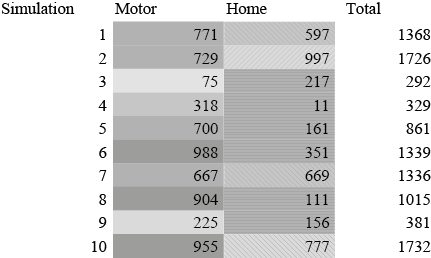 Simulation Motor Home Total
1 771 597 1368
2 729 997 1726
3 75 217 292
4 318 11 329
5 700 161 861
6 988 351 1339
7 667 669 1336
8 904 111 1015
9 225 156 381
10 955 777 1732